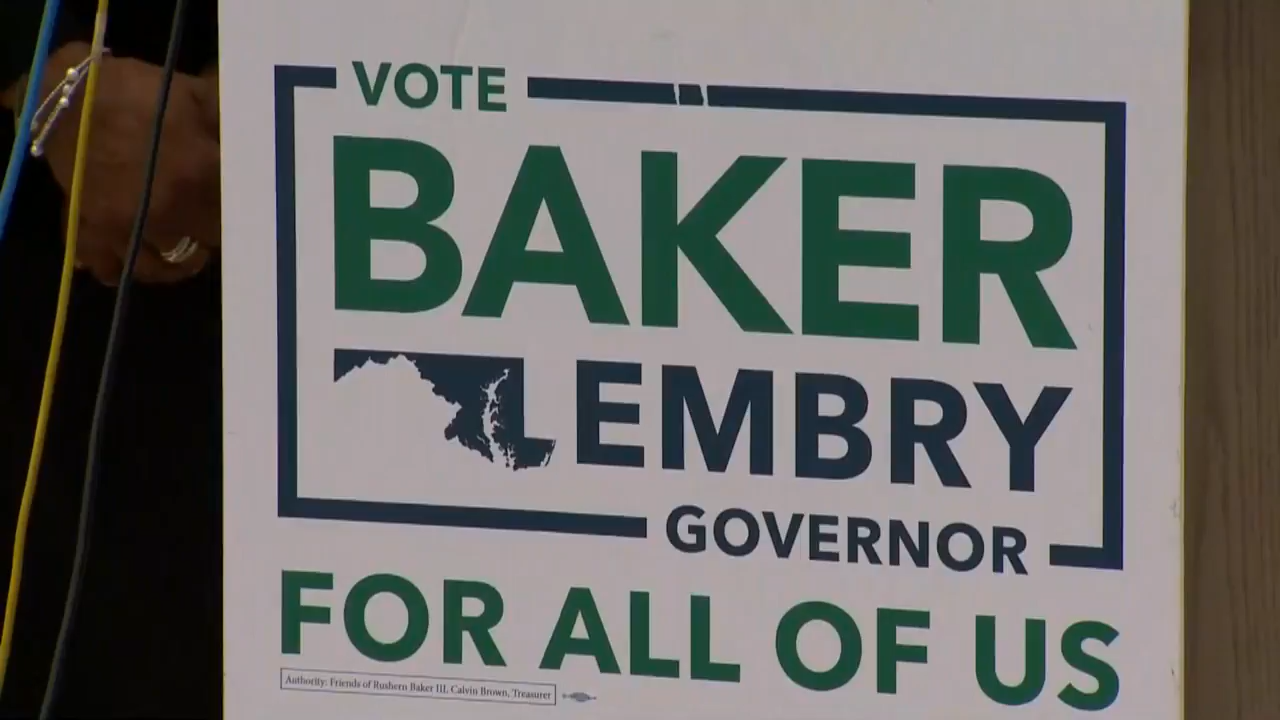 VOTE
BAKER
EMBRY
GOVERNOR
FOR ALL OF US
Authority: Friends of Rushern Baker III, Calvin Brown, Treasurer